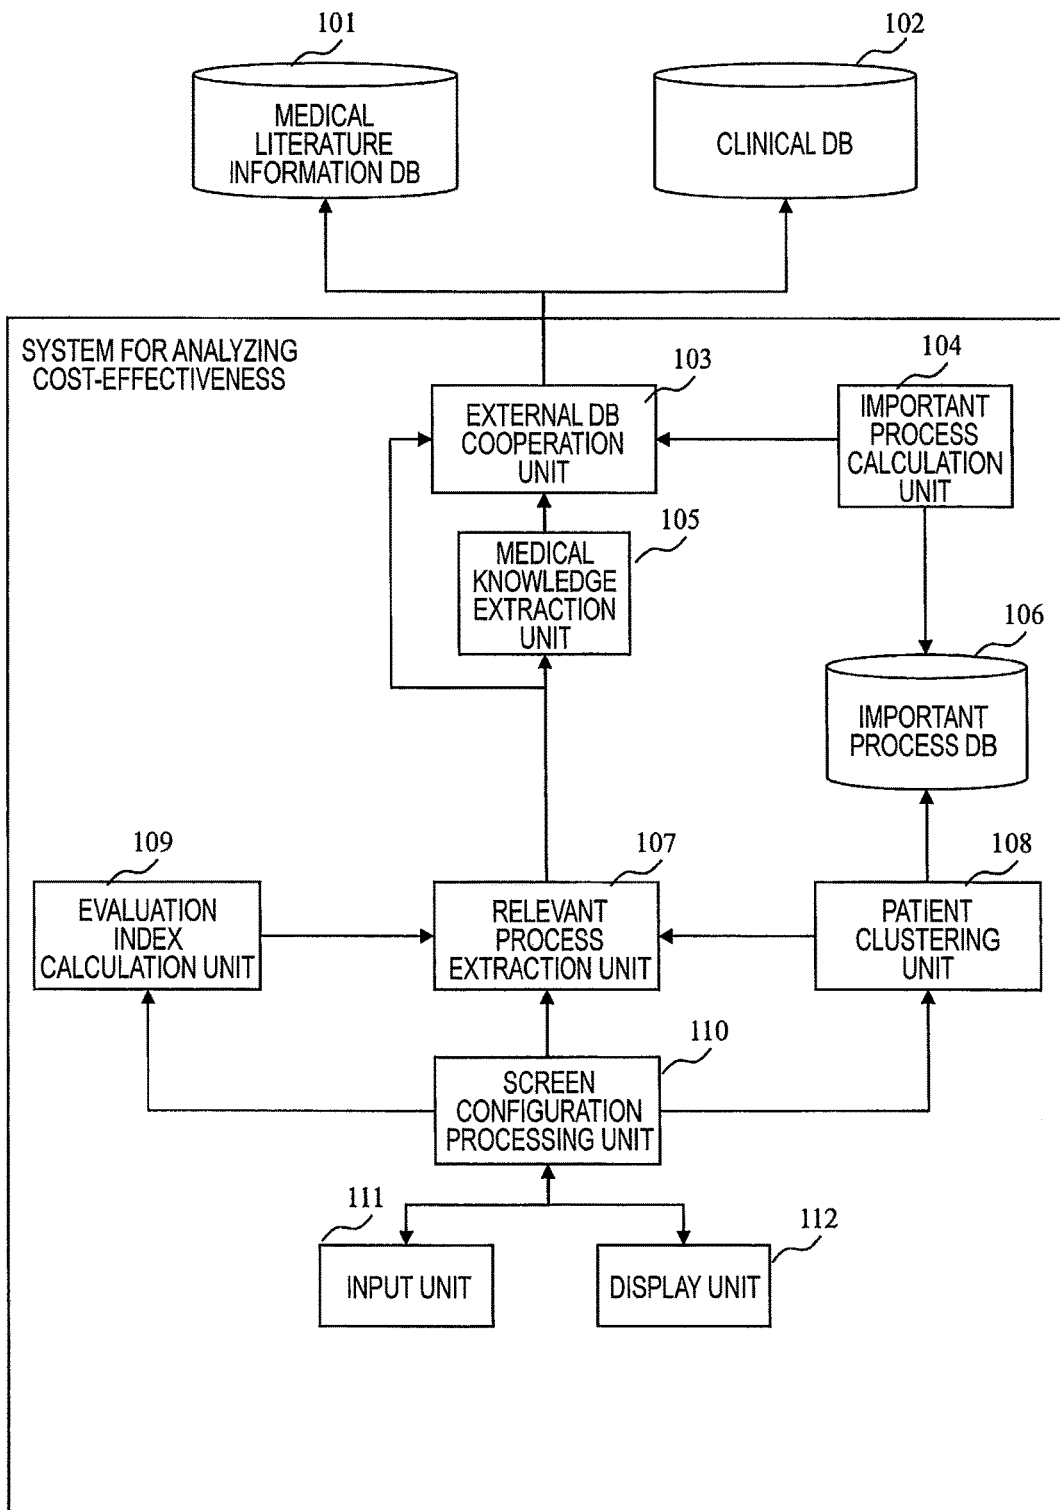 101
102
MEDICAL
LITERATURE
INFORMATION DB
CLINICAL DB
SYSTEM FOR ANALYZING
COST-EFFECTIVENESS
103
104
EXTERNAL DB
COOPERATION
UNIT
IMPORTANT
PROCESS
CALCULATION
UNIT
105
MEDICAL
KNOWLEDGE
EXTRACTION
UNIT
106
IMPORTANT
PROCESS DB
109
107
108
EVALUATION
INDEX
CALCULATION UNIT
RELEVANT
PROCESS
EXTRACTION UNIT
PATIENT
CLUSTERING
UNIT
110
SCREEN
CONFIGURATION
PROCESSING UNIT
111
112
INPUT UNIT
DISPLAY UNIT